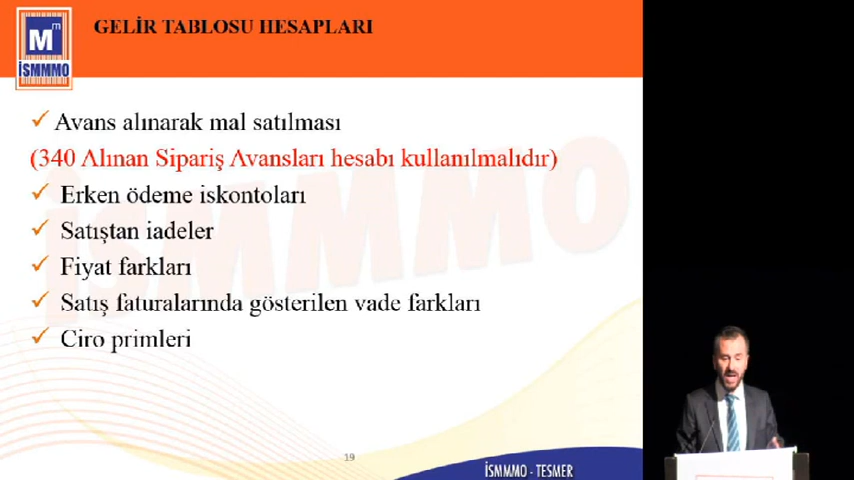 GELİR TABLOSU HESAPLARI
M m
İSMMMO
Avans alınarak mal satılması
(340 Alınan Sipariş Avansları hesabı kullanılmalıdır)
Erken ödeme iskontoları
Satıştan iadeler
Fiyat farkları
Satış faturalarında gösterilen vade farkları
Ciro primleri
19
İSMMMO - TESMER
İSMMMO